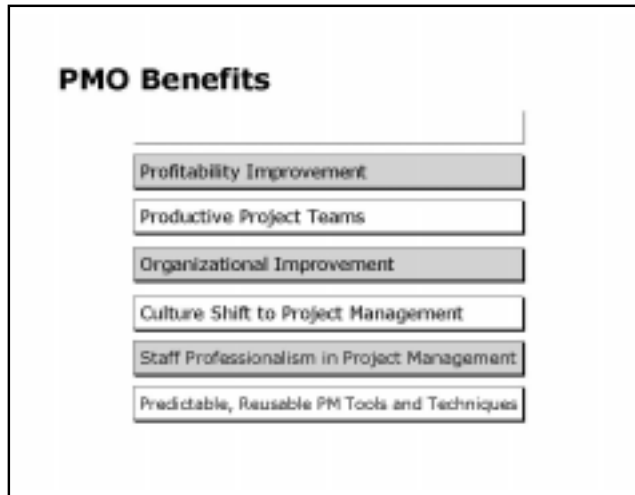 PMO Benefits
Profitability Improvement
Productive Project Teams
Organizational Improvement
Culture Shift to Project Management
Staff Professionalism in Project Management
Predictable, Reusable PM Tools and Techniques